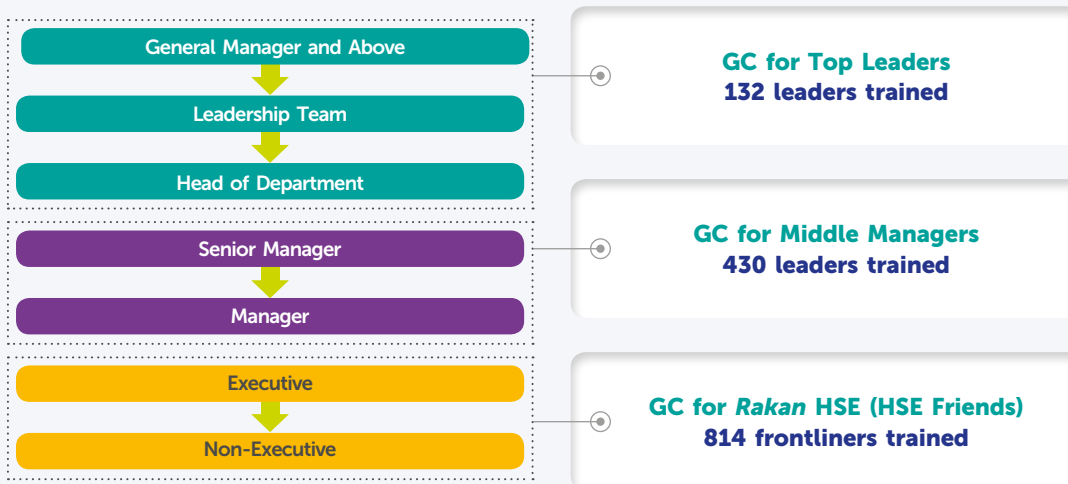 General Manager and Above
Leadership Team
Head of Department
GC for Top Leaders
132 leaders trained
Senior Manager
Manager
GC for Middle Managers
430 leaders trained
Executive
Non-Executive
GC for Rakan HSE (HSE Friends)
814 frontliners trained